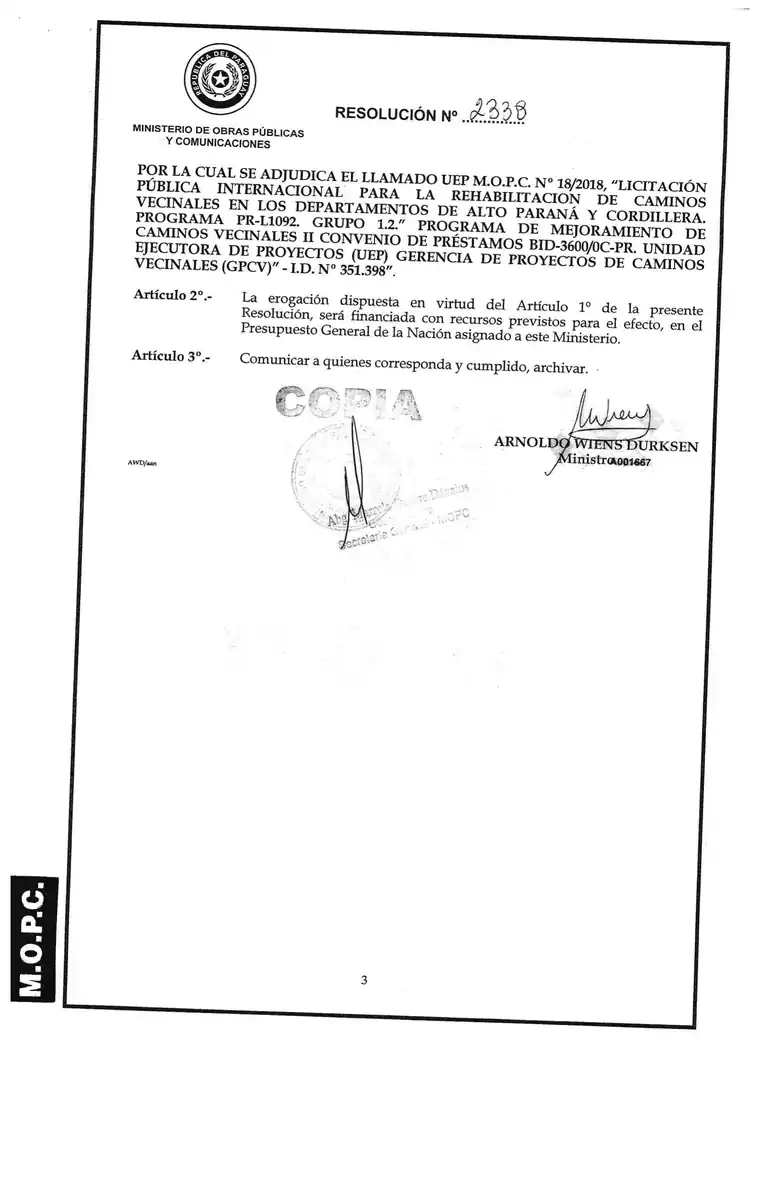 REPÚBLICA DEL PARAGUAY
MINISTERIO DE OBRAS PÚBLICAS
Y COMUNICACIONES
RESOLUCIÓN Nº 2338
POR LA CUAL SE ADJUDICA EL LLAMADO UEP M.O.P.C. Nº 18/2018, “LICITACIÓN
PÚBLICA INTERNACIONAL PARA LA REHABILITACION DE CAMINOS
VECINALES EN LOS DEPARTAMENTOS DE ALTO PARANÁ Y CORDILLERA.
PROGRAMA PR-L1092. GRUPO 1.2.” PROGRAMA DE MEJORAMIENTO DE
CAMINOS VECINALES II CONVENIO DE PRÉSTAMOS BID-3600/0C-PR. UNIDAD
EJECUTORA DE PROYECTOS (UEP) GERENCIA DE PROYECTOS DE CAMINOS
VECINALES (GPCV)” - I.D. Nº 351.398”.
Artículo 2º.- La erogación dispuesta en virtud del Artículo 1º de la presente
Resolución, será financiada con recursos previstos para el efecto, en el
Presupuesto General de la Nación asignado a este Ministerio.
Artículo 3º.- Comunicar a quienes corresponda y cumplido, archivar.
COPIA
ARNOLDO WIENS DURKSEN
Ministro A001667
AWD/aan
Abg.
- MOPC
3
M.O.P.C.